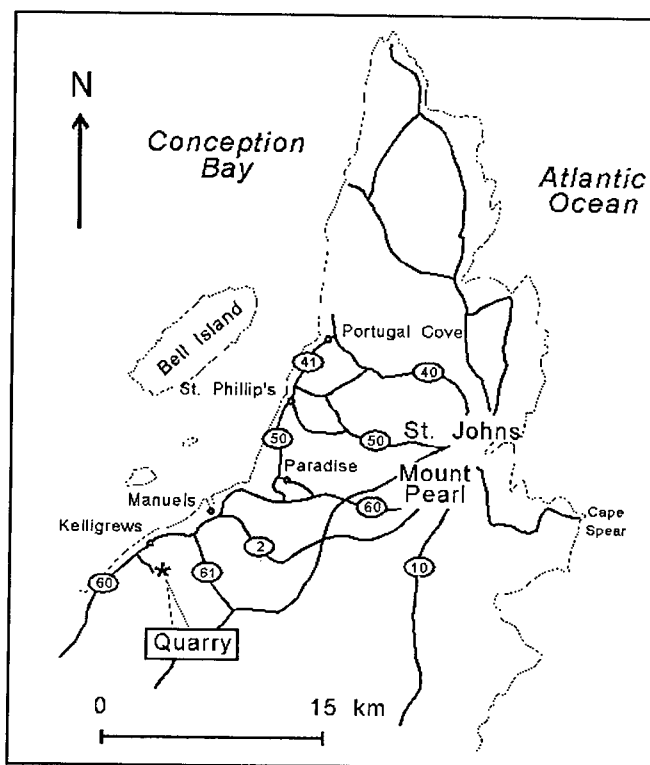 N
Conception
Bay
Atlantic
Ocean
Bell Island
Portugal Cove
41
40
St. Phillip's
50
50
St. Johns
Paradise
Mount
Pearl
Manuels
60
Cape
Spear
Kelligrews
2
60
61
10
Quarry
0
15 km